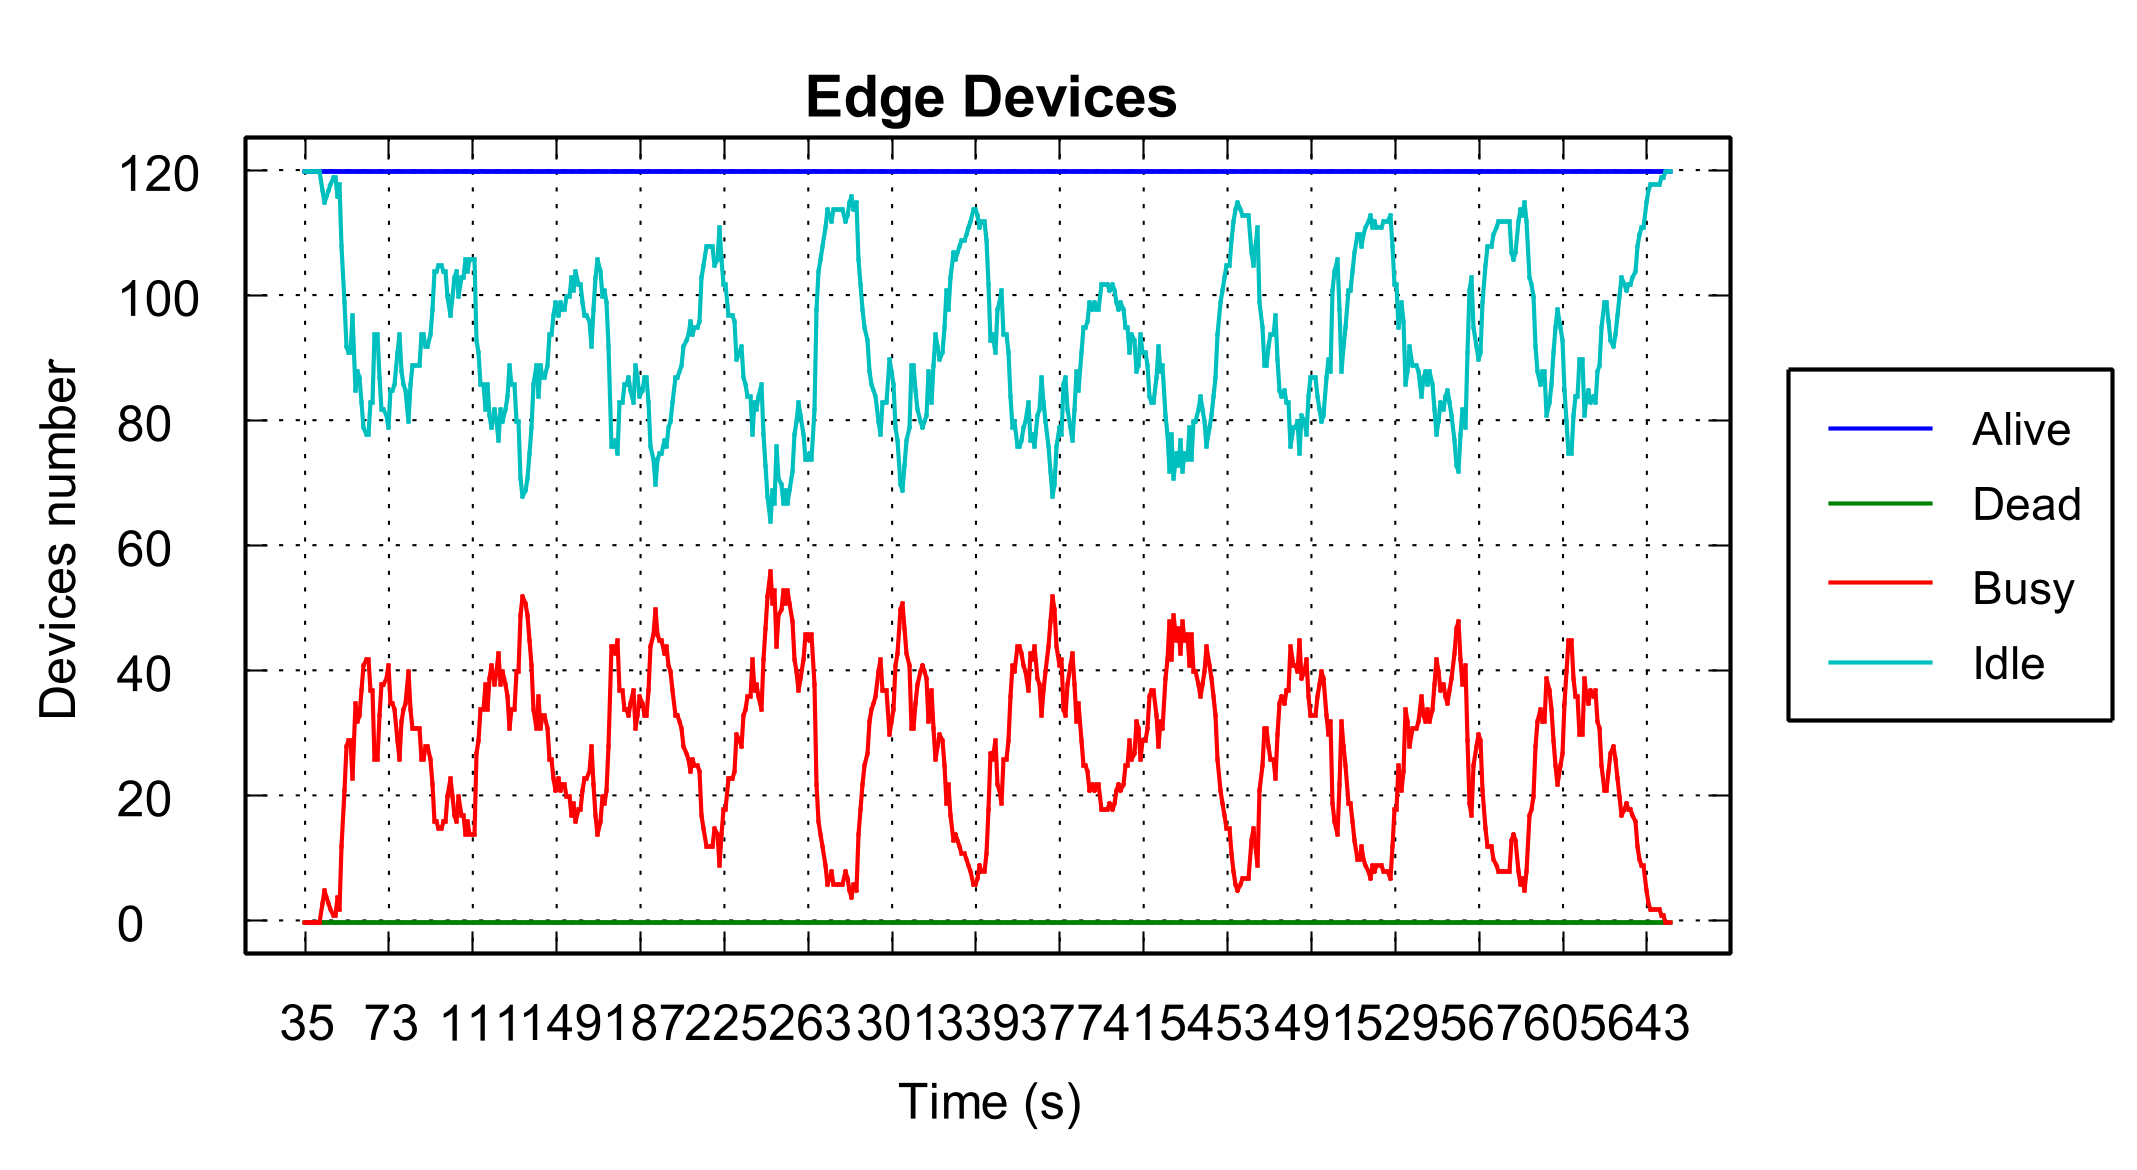 Edge Devices
120
100
80
60
40
20
0
Devices number
35 73 111149187225263301339377415453491529567605643
Time (s)
Alive
Dead
Busy
Idle